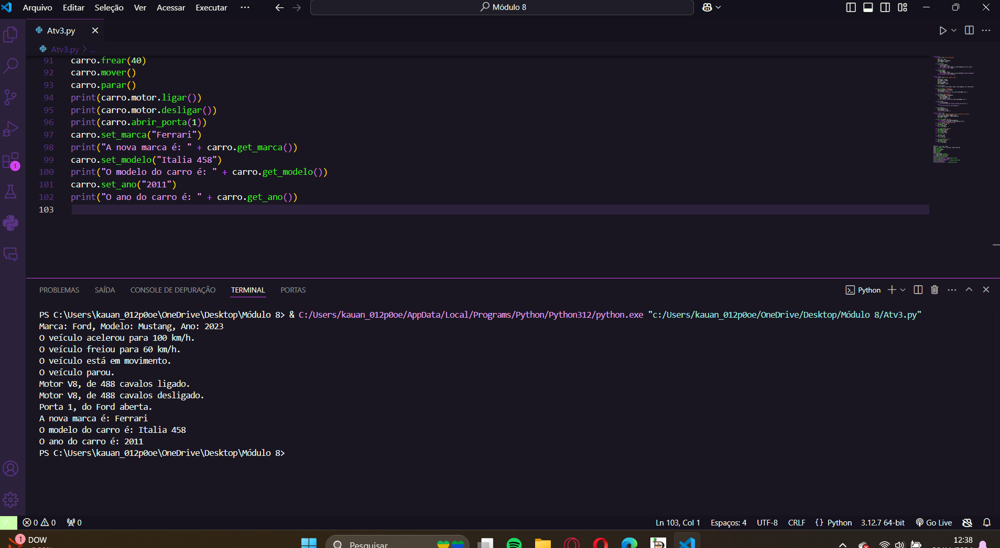 Arquivo Editar Seleção Ver Acessar Executar ··· Módulo 8
Atv3.py
Atv3.py > ...
91 carro.frear(40)
92 carro.mover()
93 carro.parar()
94 print(carro.motor.ligar())
95 print(carro.motor.desligar())
96 print(carro.abrir_porta(1))
97 carro.set_marca("Ferrari")
98 print("A nova marca é: " + carro.get_marca())
99 carro.set_modelo("Italia 458")
100 print("O modelo do carro é: " + carro.get_modelo())
101 carro.set_ano("2011")
102 print("O ano do carro é: " + carro.get_ano())
103
1
PROBLEMAS SAÍDA CONSOLE DE DEPURAÇÃO TERMINAL PORTAS Python
PS C:\Users\kauan_012p0oe\OneDrive\Desktop\Módulo 8> & C:/Users/kauan_012p0oe/AppData/Local/Programs/Python/Python312/python.exe "c:/Users/kauan_012p0oe/OneDrive/Desktop/Módulo 8/Atv3.py"
Marca: Ford, Modelo: Mustang, Ano: 2023
O veículo acelerou para 100 km/h.
O veículo freiou para 60 km/h.
O veículo está em movimento.
O veículo parou.
Motor V8, de 488 cavalos ligado.
Motor V8, de 488 cavalos desligado.
Porta 1, do Ford aberta.
A nova marca é: Ferrari
O modelo do carro é: Italia 458
O ano do carro é: 2011
PS C:\Users\kauan_012p0oe\OneDrive\Desktop\Módulo 8>
0 0 0 Ln 103, Col 1 Espaços: 4 UTF-8 CRLF {} Python 3.12.7 64-bit Go Live
1 DOW Pesquisar 12:38